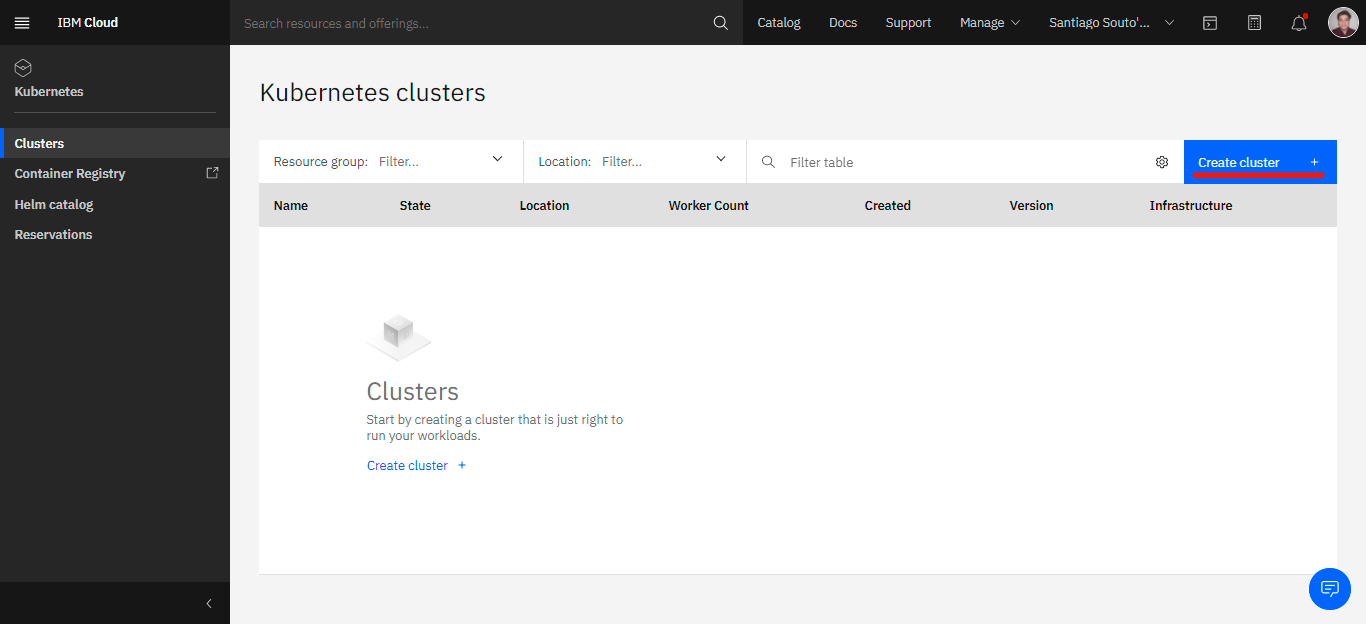 IBM Cloud
Search resources and offerings...
Catalog
Docs
Support
Manage
Santiago Souto'...
Kubernetes
Clusters
Container Registry
Helm catalog
Reservations
Kubernetes clusters
Resource group: Filter...
Location: Filter...
Filter table
Create cluster +
Name State Location Worker Count Created Version Infrastructure
Clusters
Start by creating a cluster that is just right to
run your workloads.
Create cluster +